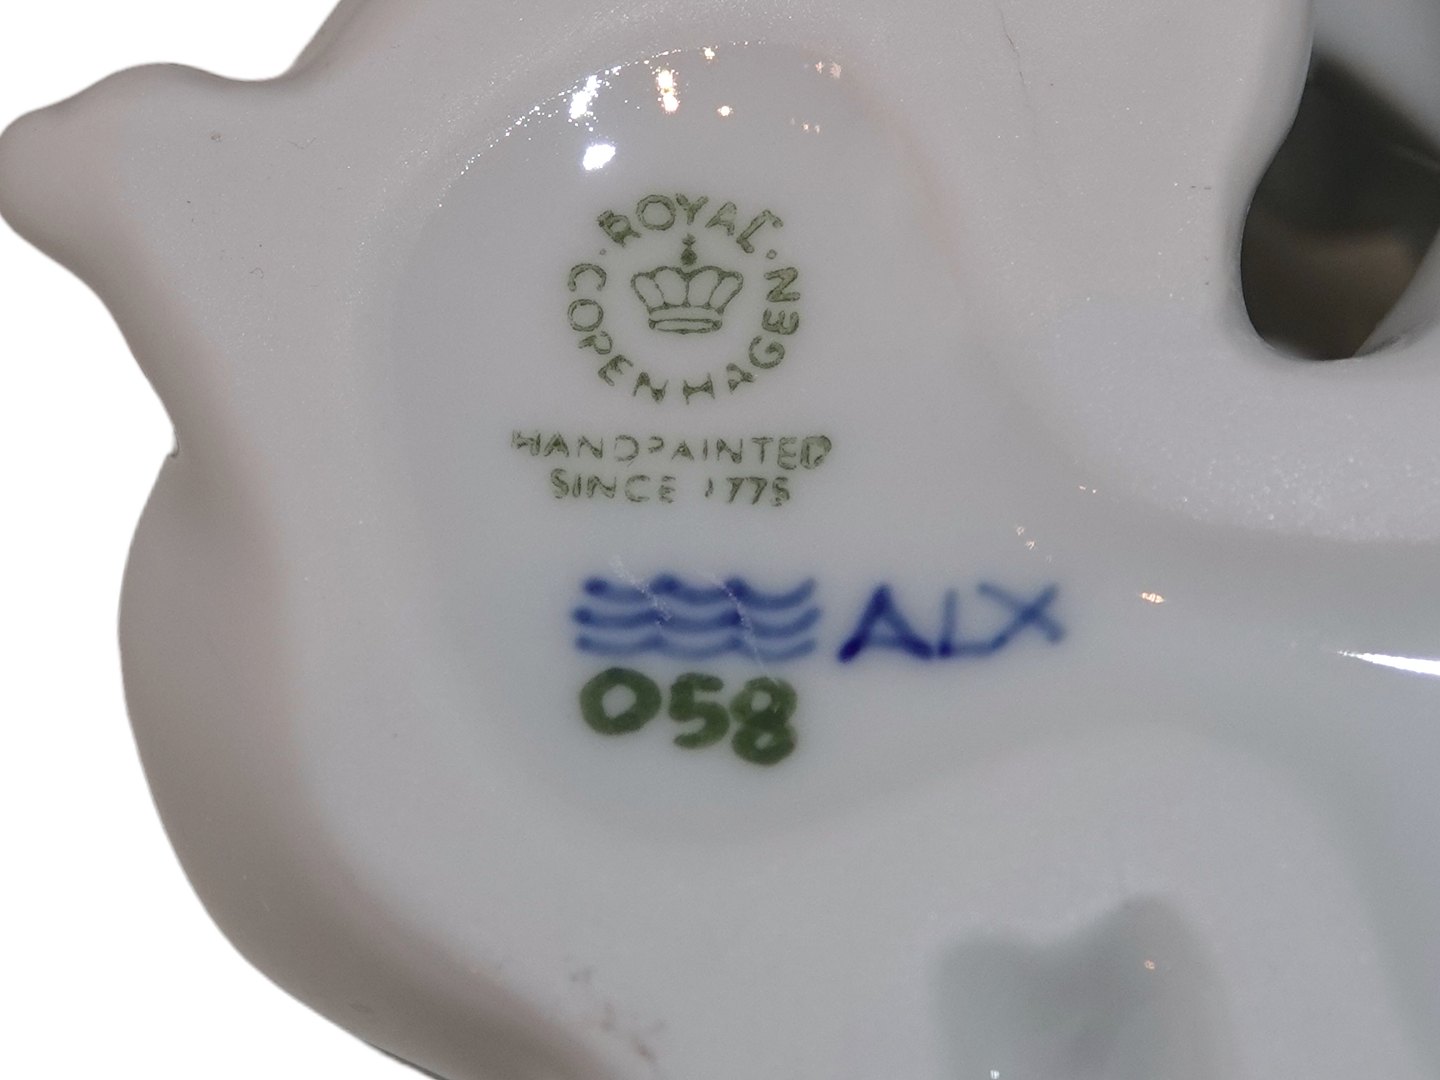 ROYAL
COPENHAGEN
HANDPAINTED
SINCE 1775
ALX
058